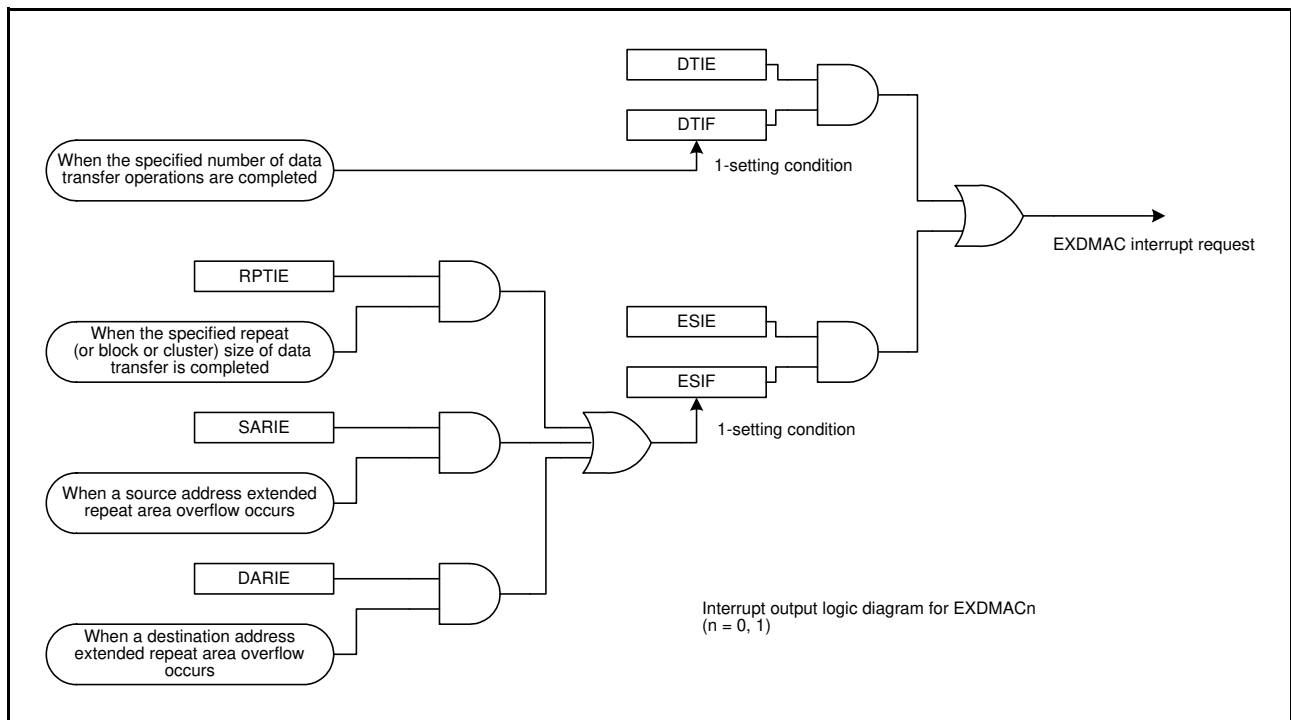 DTIE
DTIF
When the specified number of data
transfer operations are completed
1-setting condition
EXDMAC interrupt request
RPTIE
When the specified repeat
(or block or cluster) size of data
transfer is completed
ESIE
ESIF
1-setting condition
SARIE
When a source address extended
repeat area overflow occurs
DARIE
When a destination address
extended repeat area overflow
occurs
Interrupt output logic diagram for EXDMACn
(n = 0, 1)